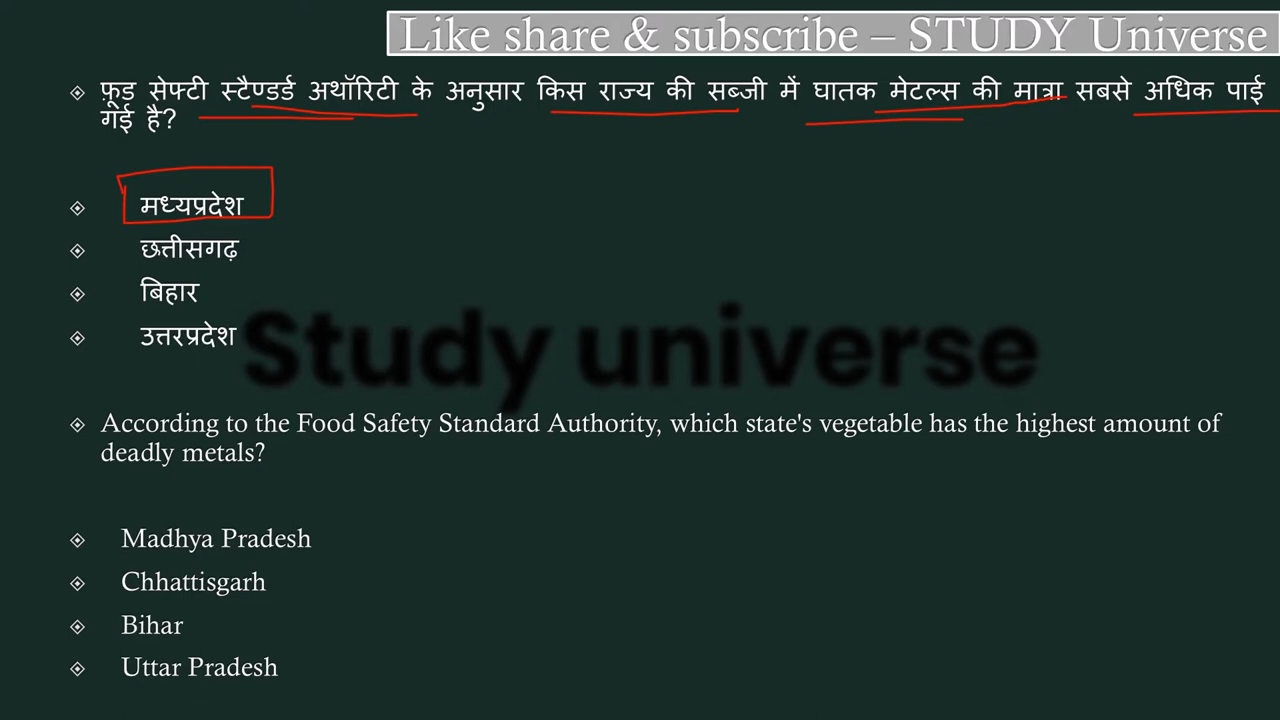 Like share & subscribe – STUDY Universe
फ़ूड सेफ्टी स्टैण्डर्ड अथॉरिटी के अनुसार किस राज्य की सब्जी में घातक मेटल्स की मात्रा सबसे अधिक पाई
गई है?
मध्यप्रदेश
छत्तीसगढ़
बिहार
उत्तरप्रदेश
Study universe
According to the Food Safety Standard Authority, which state's vegetable has the highest amount of
deadly metals?
Madhya Pradesh
Chhattisgarh
Bihar
Uttar Pradesh